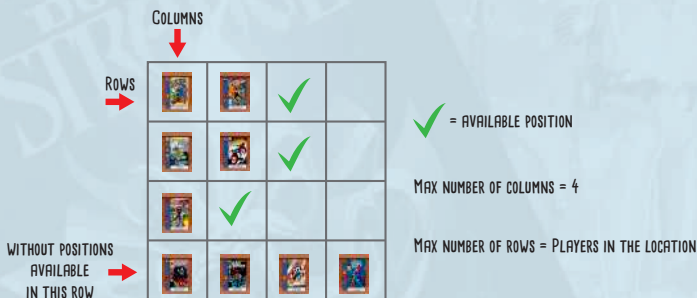 COLUMNS
ROWS
= AVAILABLE POSITION
MAX NUMBER OF COLUMNS = 4
MAX NUMBER OF ROWS = PLAYERS IN THE LOCATION
WITHOUT POSITIONS
AVAILABLE
IN THIS ROW